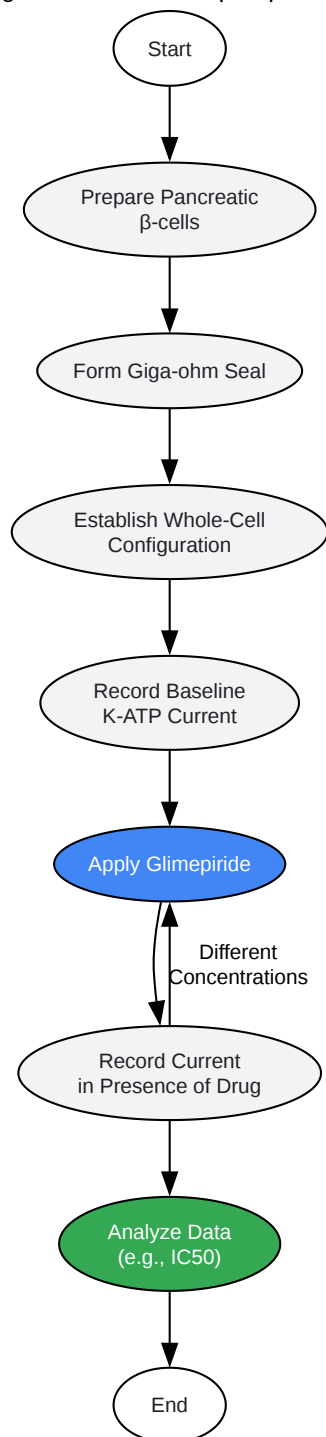 Start
Prepare Pancreatic
β-cells
Form Giga-ohm Seal
Establish Whole-Cell
Configuration
Record Baseline
K-ATP Current
Apply Glimepiride
Different
Concentrations
Record Current
in Presence of Drug
Analyze Data
(e.g., IC50)
End